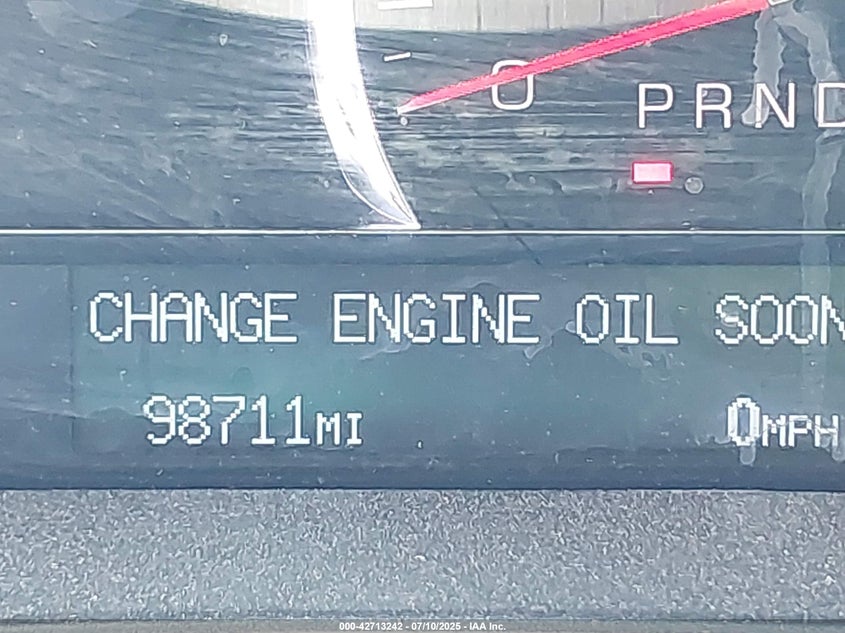 0
PRND
CHANGE ENGINE OIL SOON
98711MI
0MPH
000-42713242 - 07/10/2025 - IAA Inc.